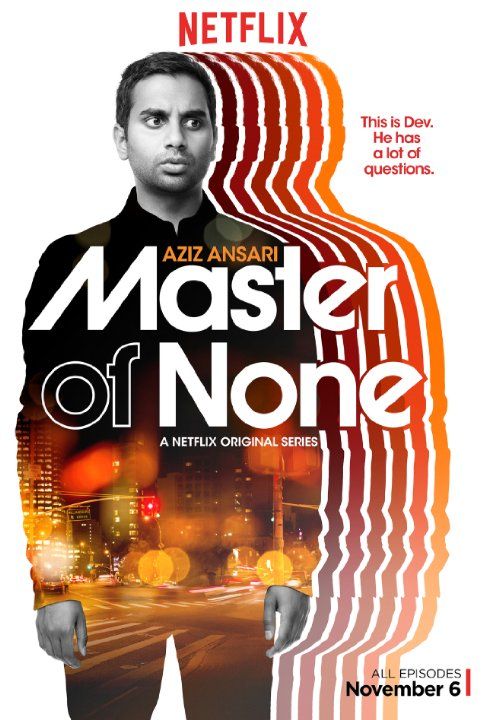 NETFLIX
This is Dev.
He has
a lot of
questions.
AZIZ ANSARI
Master
of None
A NETFLIX ORIGINAL SERIES
ALL EPISODES
November 6